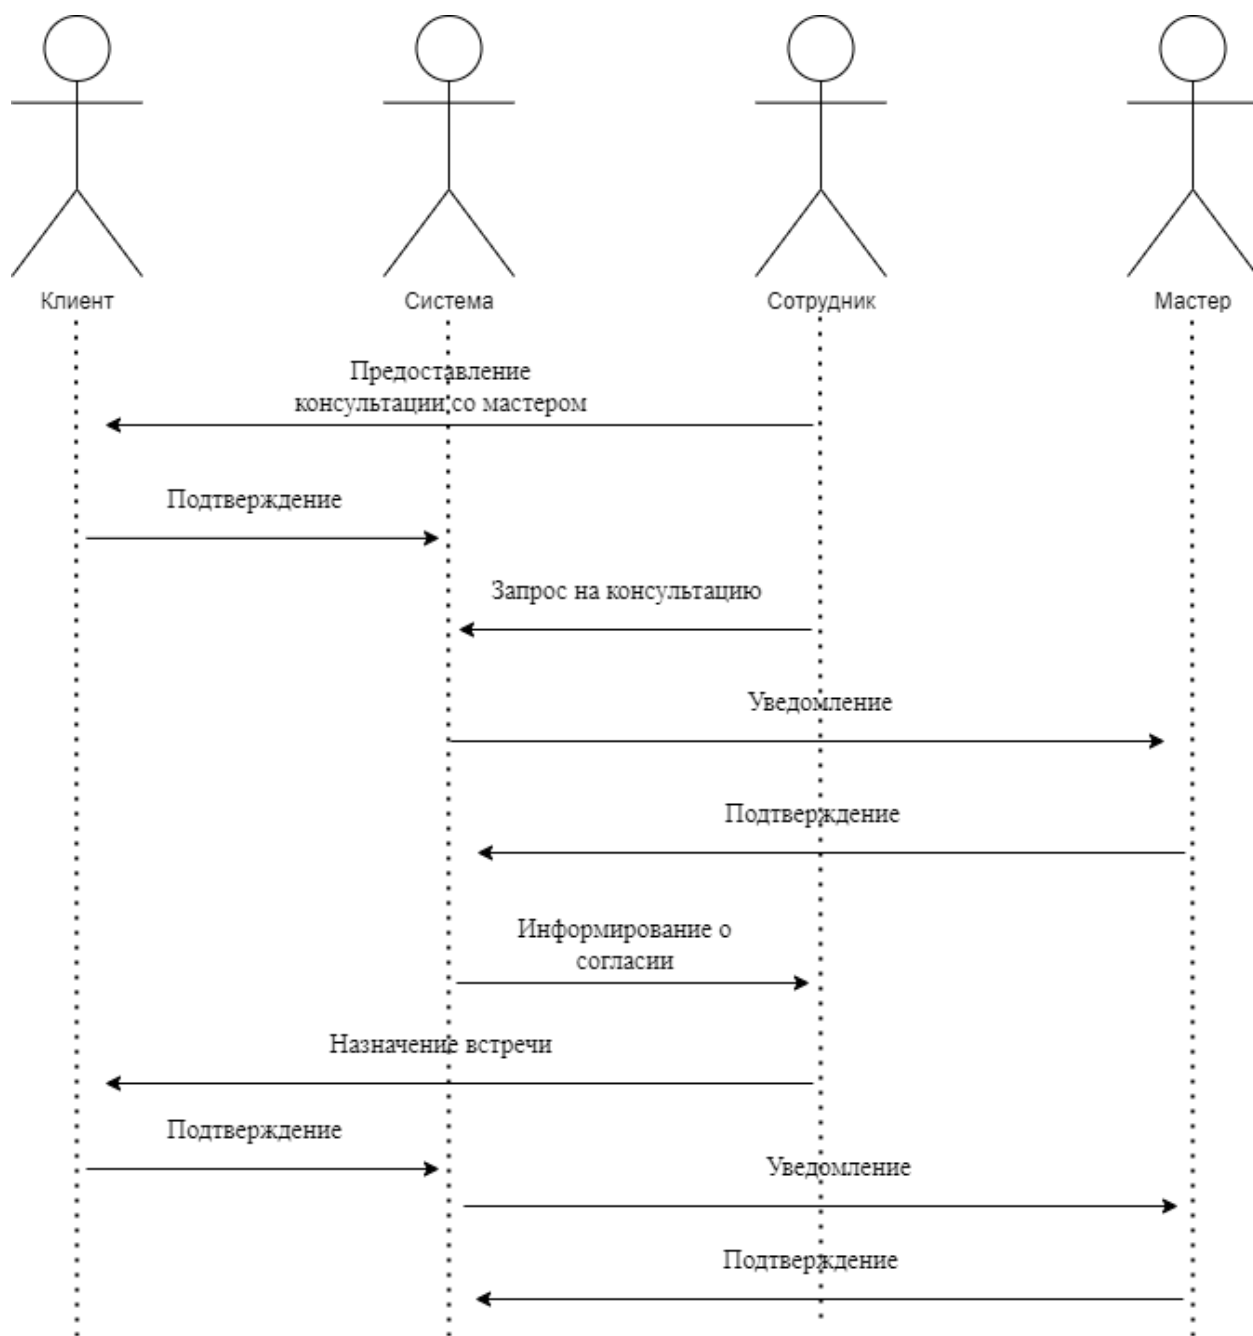 Клиент
Система
Сотрудник
Мастер
Предоставление
консультации со мастером
Подтверждение
Запрос на консультацию
Уведомление
Подтверждение
Информирование о
согласии
Назначение встречи
Подтверждение
Уведомление
Подтверждение